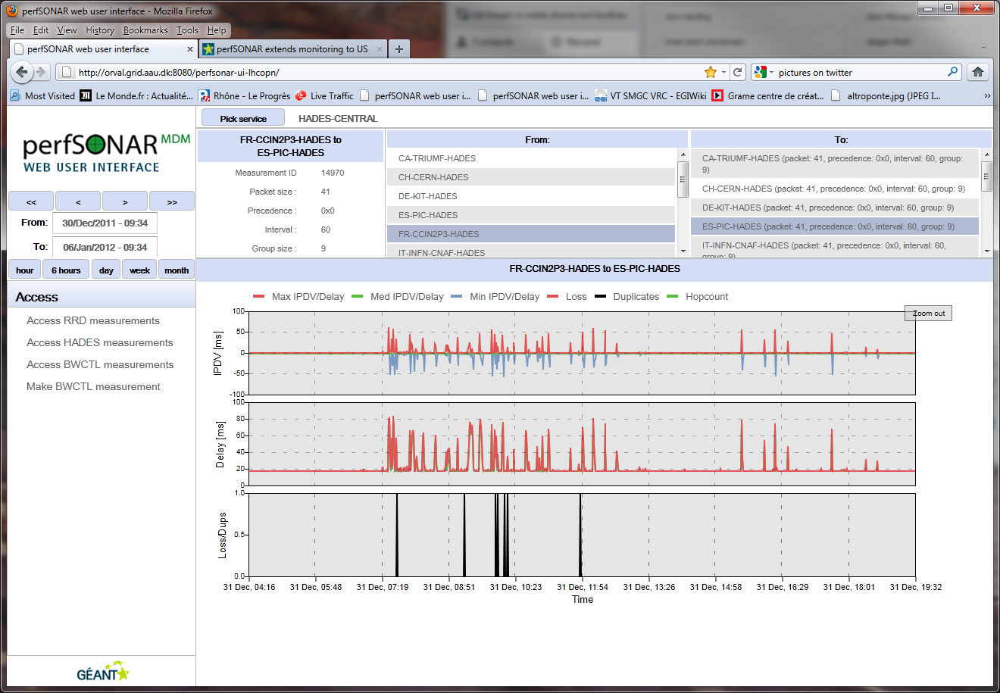 perfSONAR web user interface - Mozilla Firefox
File Edit View History Bookmarks Tools Help
perfSONAR web user interface × perfSONAR extends monitoring to US × +
http://orval.grid.aau.dk:8080/perfsonar-ui-lhcopn/
pictures on twitter
Most Visited Le Monde.fr : Actualité... Rhône - Le Progrès Live Traffic perfSONAR web user i... perfSONAR web user i... VT SMGC VRC - EGIWiki Grame centre de créat... altroponte.jpg (JPEG I... »
perfSONAR MDM
WEB USER INTERFACE
<< < > >>
From: 30/Dec/2011 - 09:34
To: 06/Jan/2012 - 09:34
hour 6 hours day week month
Access
Access RRD measurements
Access HADES measurements
Access BWCTL measurements
Make BWCTL measurement
GÉANT
Pick service HADES-CENTRAL
FR-CCIN2P3-HADES to
ES-PIC-HADES
Measurement ID 14970
Packet size : 41
Precedence : 0x0
Interval : 60
Group size : 9
From:
CA-TRIUMF-HADES
CH-CERN-HADES
DE-KIT-HADES
ES-PIC-HADES
FR-CCIN2P3-HADES
IT-INFN-CNAF-HADES
To:
CA-TRIUMF-HADES (packet: 41, precedence: 0x0, interval: 60, group:
9)
CH-CERN-HADES (packet: 41, precedence: 0x0, interval: 60, group: 9)
DE-KIT-HADES (packet: 41, precedence: 0x0, interval: 60, group: 9)
ES-PIC-HADES (packet: 41, precedence: 0x0, interval: 60, group: 9)
IT-INFN-CNAF-HADES (packet: 41, precedence: 0x0, interval: 60,
group: 9)
FR-CCIN2P3-HADES to ES-PIC-HADES
Max IPDV/Delay Med IPDV/Delay Min IPDV/Delay Loss Duplicates Hopcount
Zoom out
IPDV [ms]
100
50
0
-50
-100
Delay [ms]
100
80
60
40
20
0
Loss/Dups
1.0
0.5
0.0
31 Dec, 04:16 31 Dec, 05:48 31 Dec, 07:19 31 Dec, 08:51 31 Dec, 10:23 31 Dec, 11:54 31 Dec, 13:26 31 Dec, 14:58 31 Dec, 16:29 31 Dec, 18:01 31 Dec, 19:32
Time